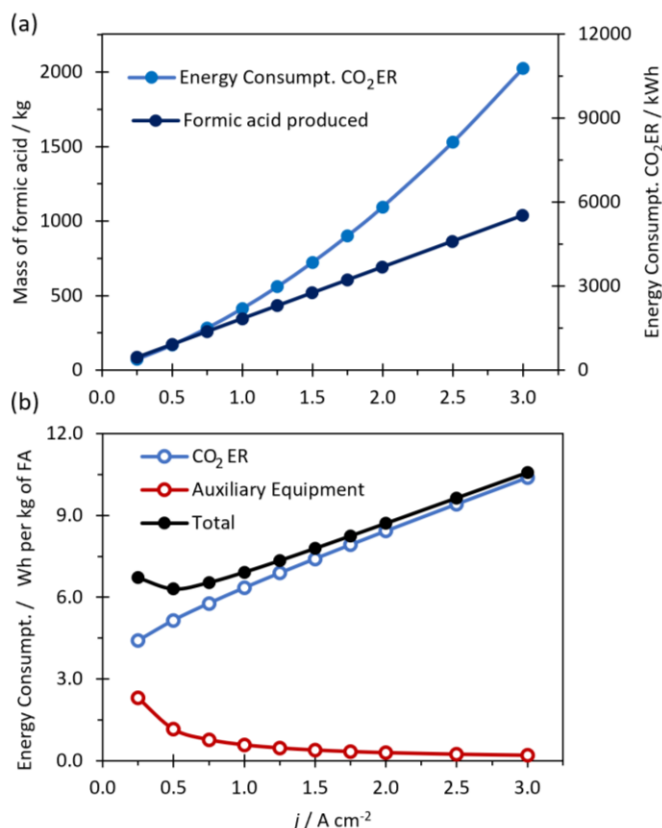 (a)
Mass of formic acid / kg
2000
1500
1000
500
0
Energy Consumpt. CO₂ER
Formic acid produced
12000
9000
6000
3000
0
Energy Consumpt. CO₂ER / kWh
0.0 0.5 1.0 1.5 2.0 2.5 3.0
(b)
Energy Consumpt. / Wh per kg of FA
12.0
9.0
6.0
3.0
0.0
CO₂ ER
Auxiliary Equipment
Total
0.0 0.5 1.0 1.5 2.0 2.5 3.0
j / A cm⁻²